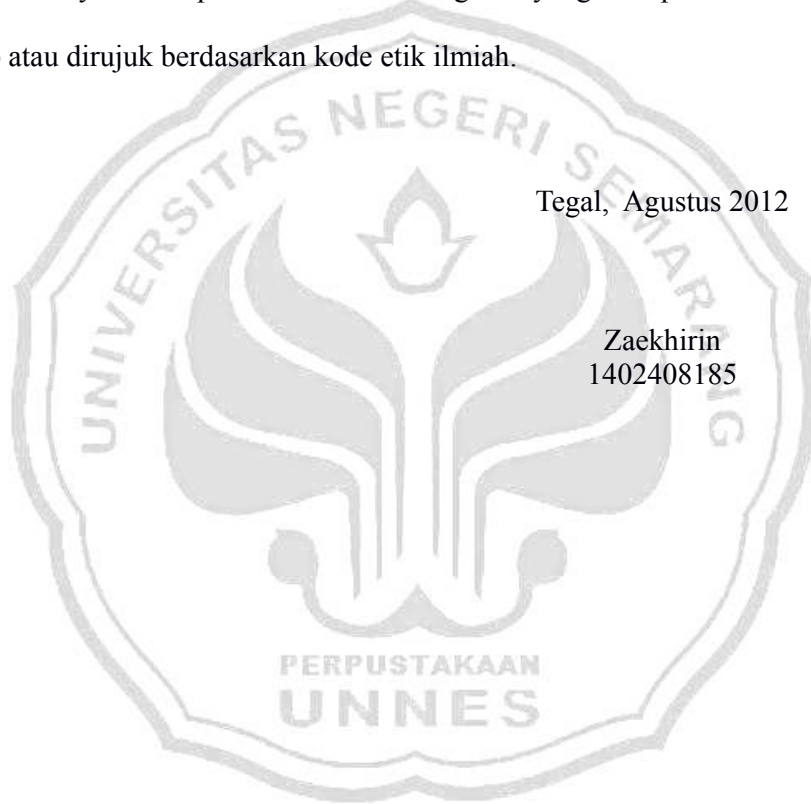 atau dirujuk berdasarkan kode etik ilmiah.
Tegal, Agustus 2012
Zaekhirin
1402408185
UNIVERSITAS NEGERI SEMARANG
PERPUSTAKAAN
UNNES